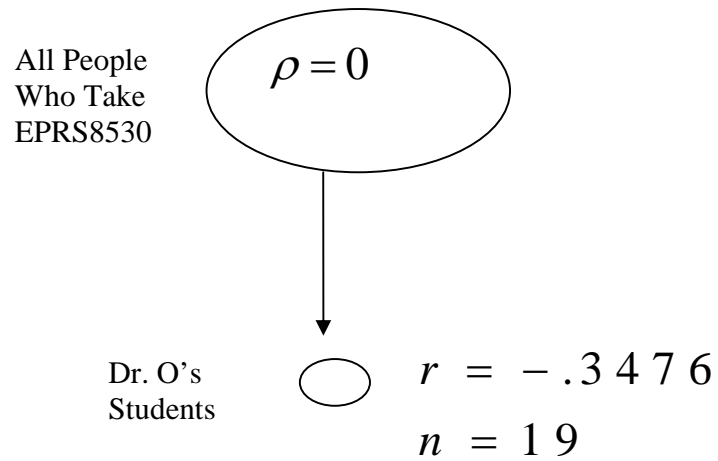 All People
Who Take
EPRS8530
ρ = 0
Dr. O's
Students
r = - .3476
n = 19